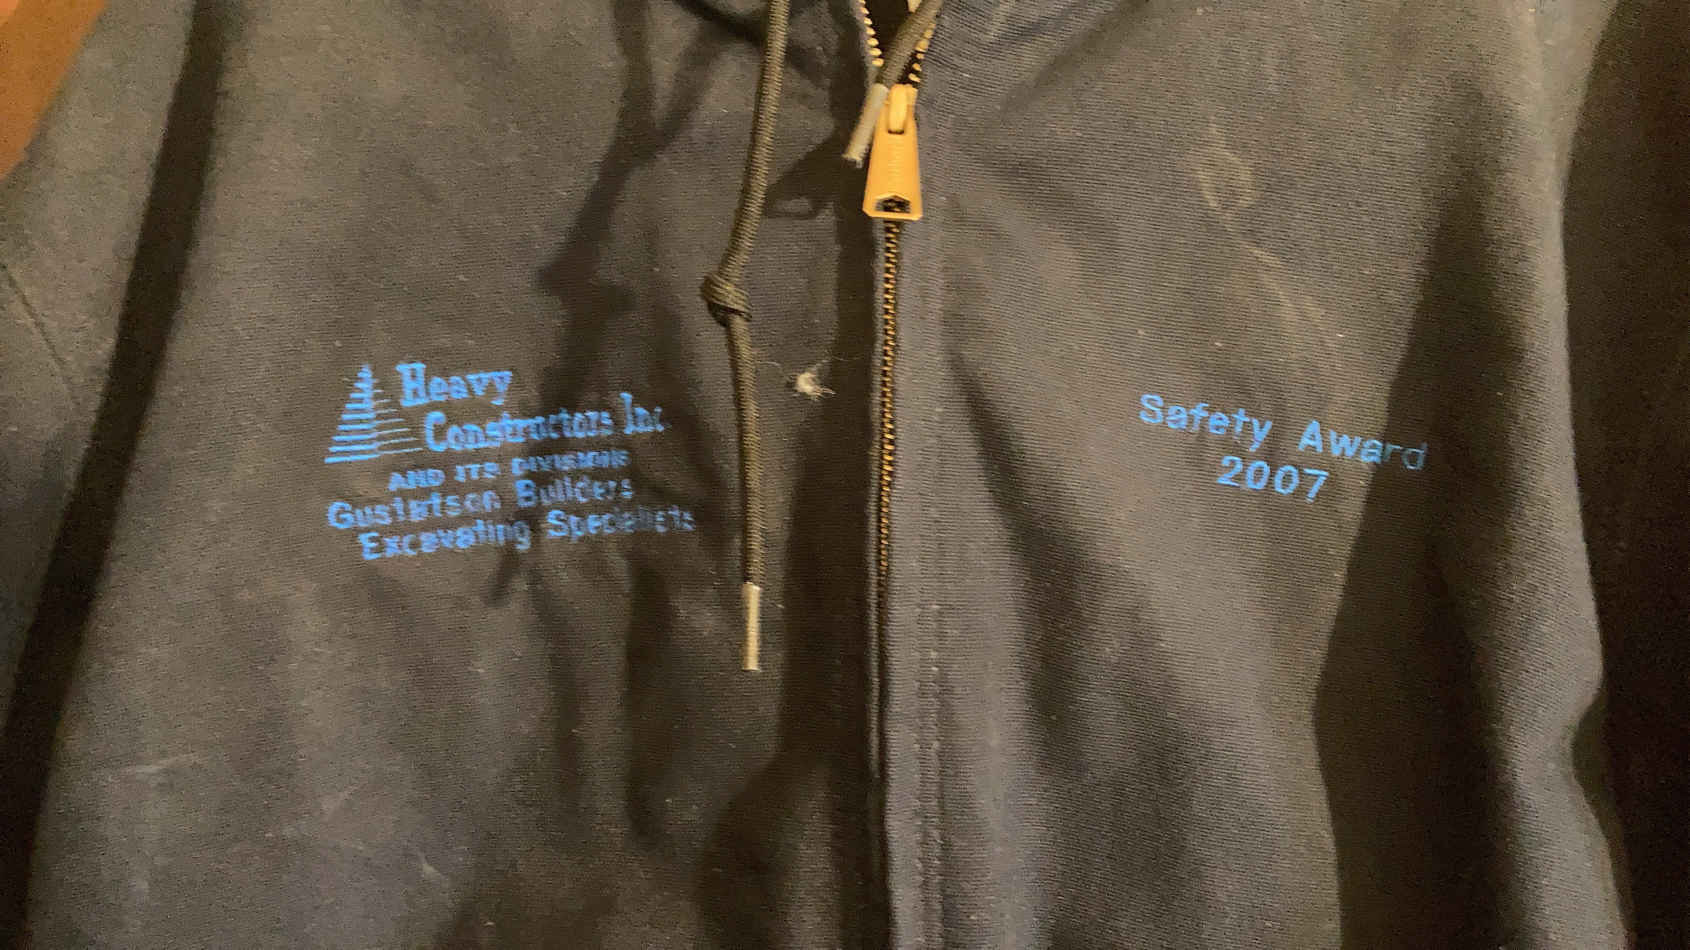 Heavy
Constructors Inc
AND ITS DIVISIONS
Gustafson Builders
Excavating Specialists
Safety Award
2007